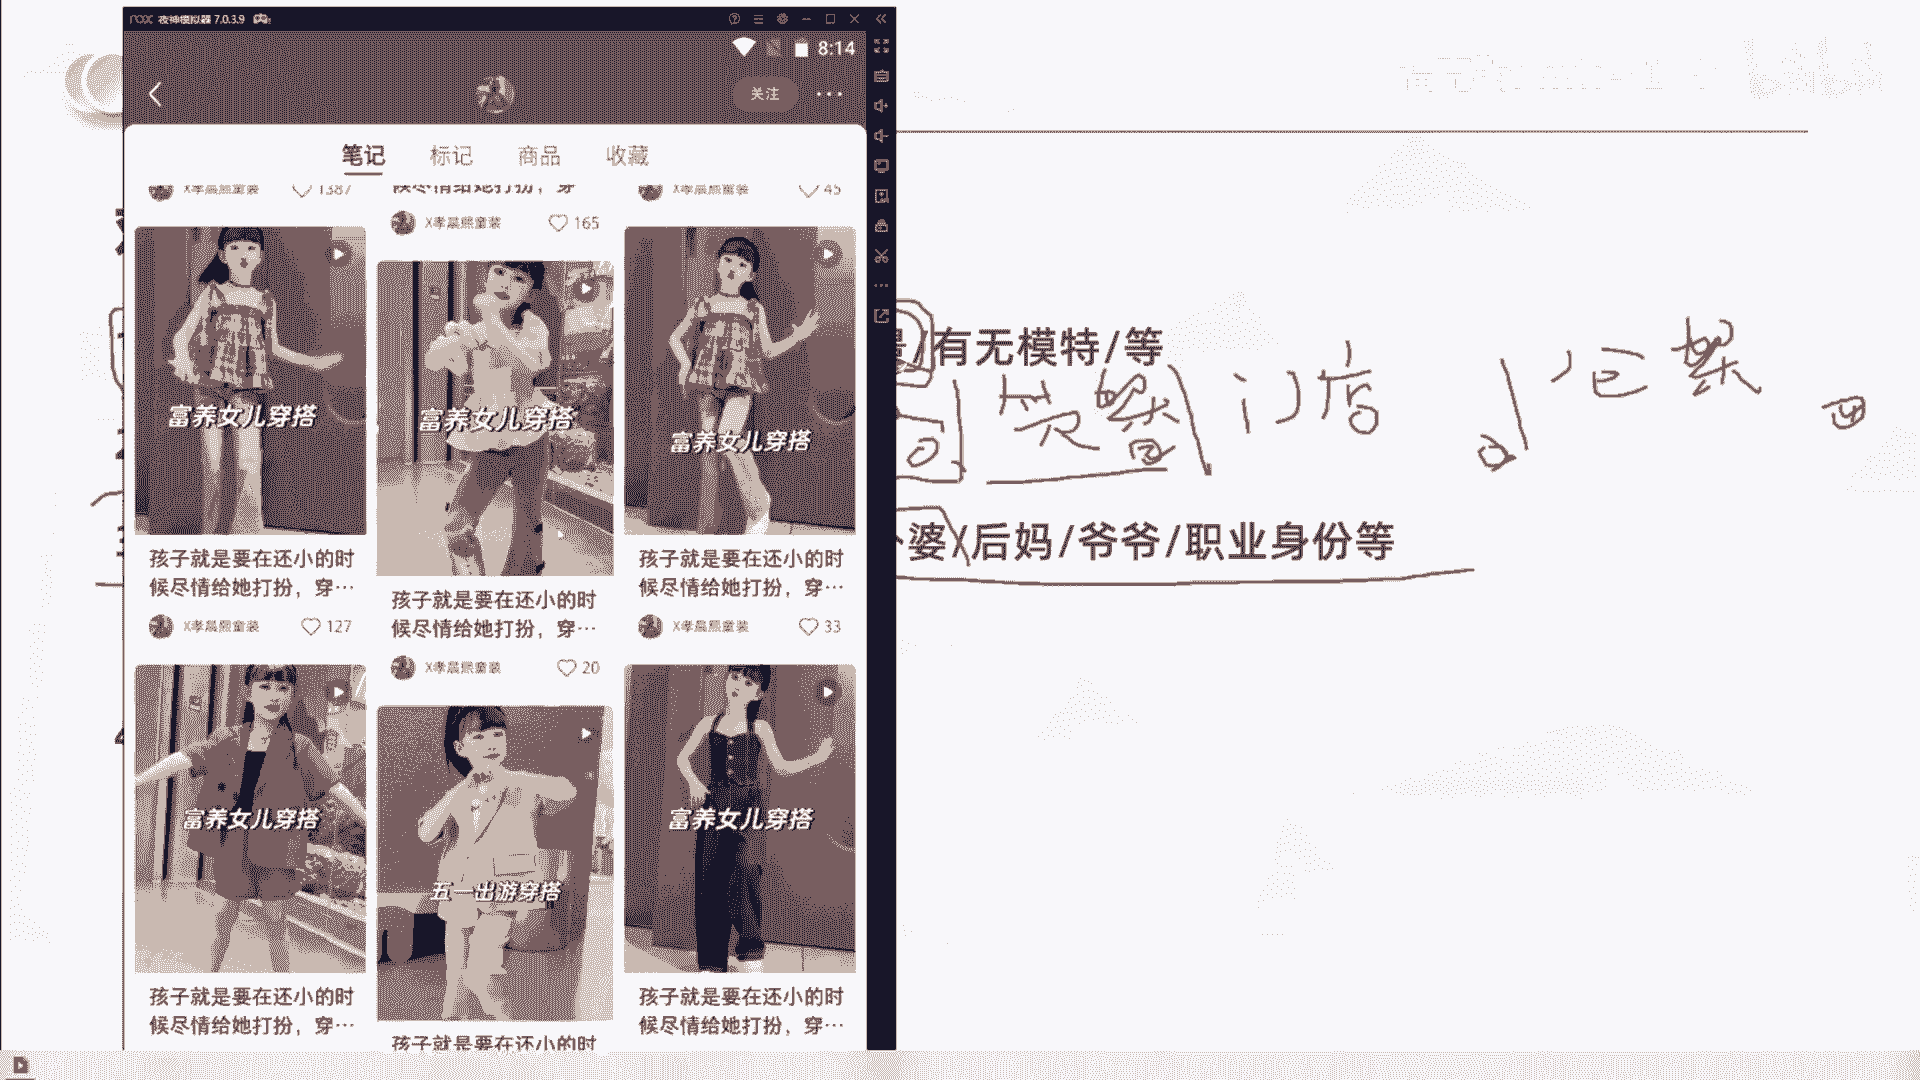 夜神模拟器 7.0.3.9
8:14
关注
笔记 标记 商品 收藏
X孝晨熙童装 1387
候尽情给她打扮，穿
X孝晨熙童装 165
X孝晨熙童装 45
富养女儿穿搭
孩子就是要在还小的时
候尽情给她打扮，穿…
X孝晨熙童装 127
富养女儿穿搭
孩子就是要在还小的时
候尽情给她打扮，穿…
X孝晨熙童装 20
富养女儿穿搭
孩子就是要在还小的时
候尽情给她打扮，穿…
X孝晨熙童装 33
富养女儿穿搭
孩子就是要在还小的时
候尽情给她打扮，穿…
五一出游穿搭
孩子就是要在还小的时
富养女儿穿搭
孩子就是要在还小的时
候尽情给她打扮，穿…
/有无模特/等
门店
婆/后妈/爷爷/职业身份等